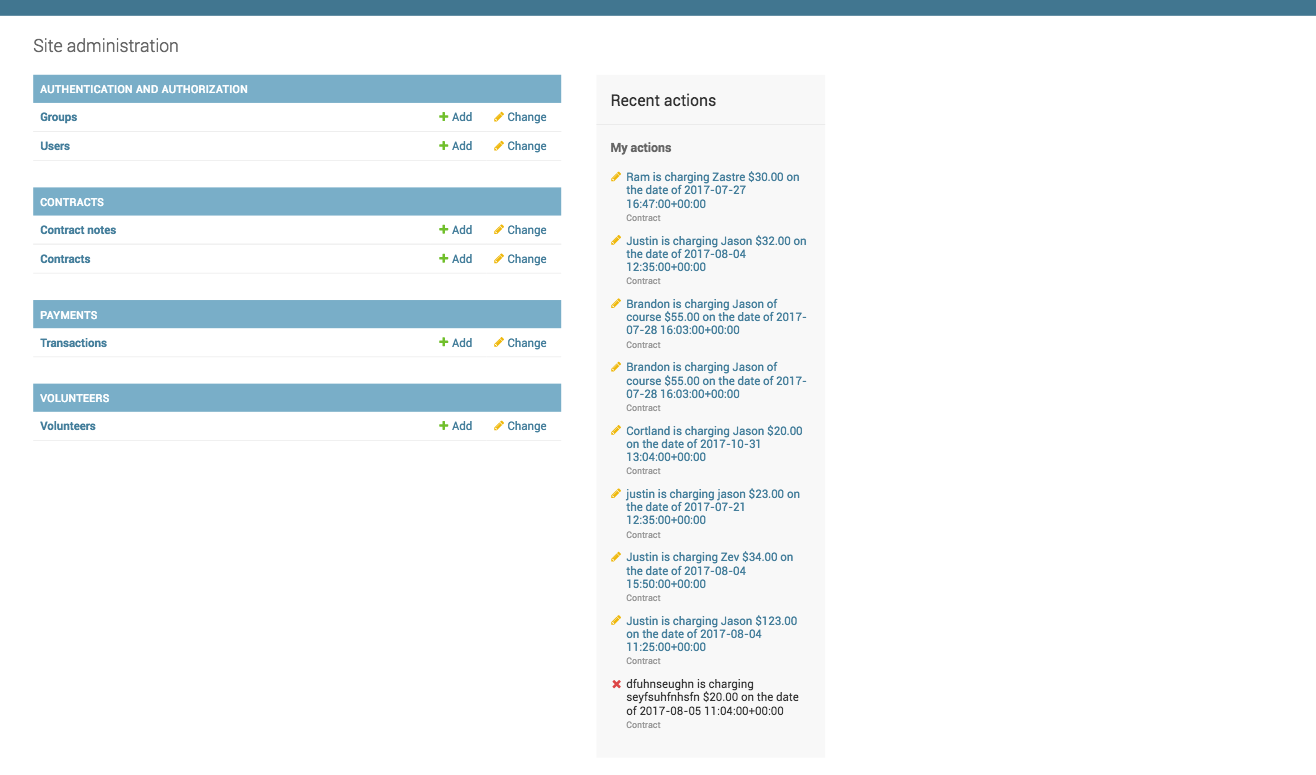 Site administration
AUTHENTICATION AND AUTHORIZATION
Groups Add Change
Users Add Change
CONTRACTS
Contract notes Add Change
Contracts Add Change
PAYMENTS
Transactions Add Change
VOLUNTEERS
Volunteers Add Change
Recent actions
My actions
Ram is charging Zastre $30.00 on
the date of 2017-07-27
16:47:00+00:00
Contract
Justin is charging Jason $32.00 on
the date of 2017-08-04
12:35:00+00:00
Contract
Brandon is charging Jason of
course $55.00 on the date of 2017-
07-28 16:03:00+00:00
Contract
Brandon is charging Jason of
course $55.00 on the date of 2017-
07-28 16:03:00+00:00
Contract
Cortland is charging Jason $20.00
on the date of 2017-10-31
13:04:00+00:00
Contract
justin is charging jason $23.00 on
the date of 2017-07-21
12:35:00+00:00
Contract
Justin is charging Zev $34.00 on
the date of 2017-08-04
15:50:00+00:00
Contract
Justin is charging Jason $123.00
on the date of 2017-08-04
11:25:00+00:00
Contract
dfuhnseughn is charging
seyfsuhfnhsfn $20.00 on the date
of 2017-08-05 11:04:00+00:00
Contract